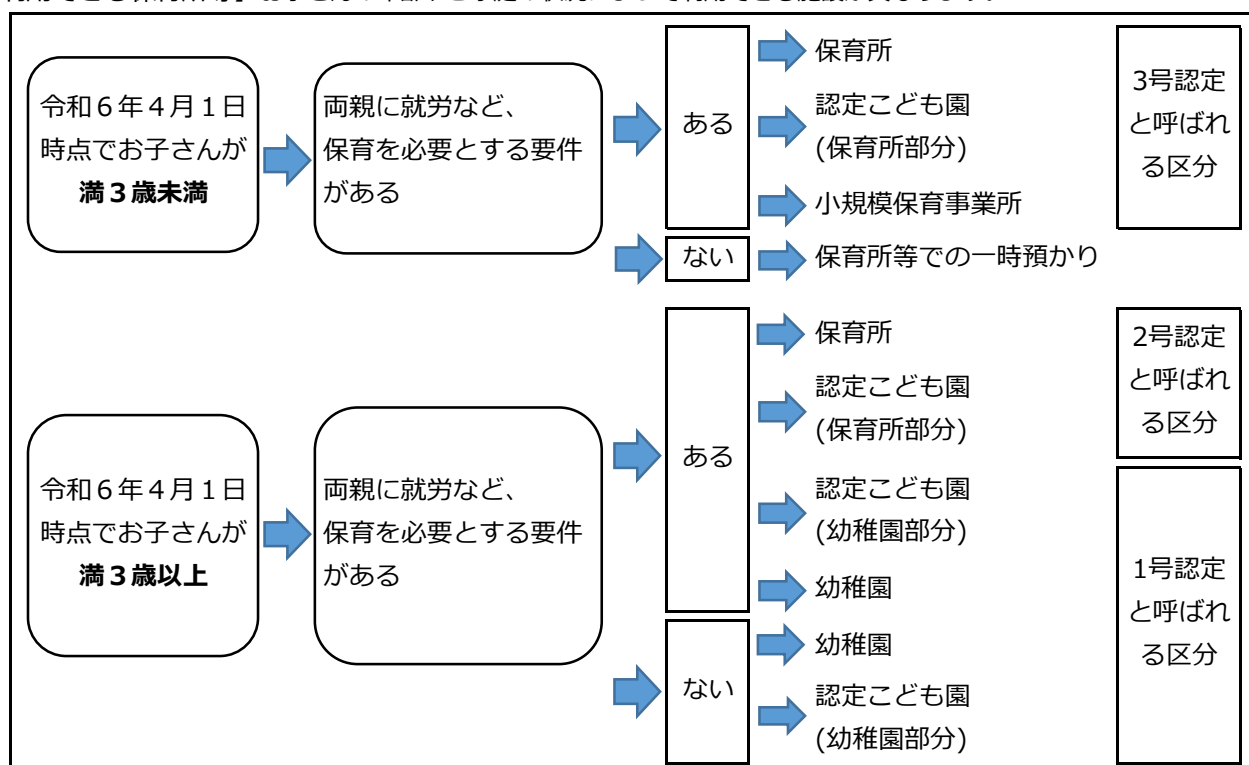 令和６年４月１日
時点でお子さんが
満３歳未満
両親に就労など、
保育を必要とする要件
がある
ある
保育所
認定こども園
(保育所部分)
小規模保育事業所
3号認定
と呼ばれ
る区分
ない
保育所等での一時預かり
令和６年４月１日
時点でお子さんが
満３歳以上
両親に就労など、
保育を必要とする要件
がある
ある
保育所
認定こども園
(保育所部分)
2号認定
と呼ばれ
る区分
認定こども園
(幼稚園部分)
幼稚園
ない
幼稚園
認定こども園
(幼稚園部分)
1号認定
と呼ばれ
る区分